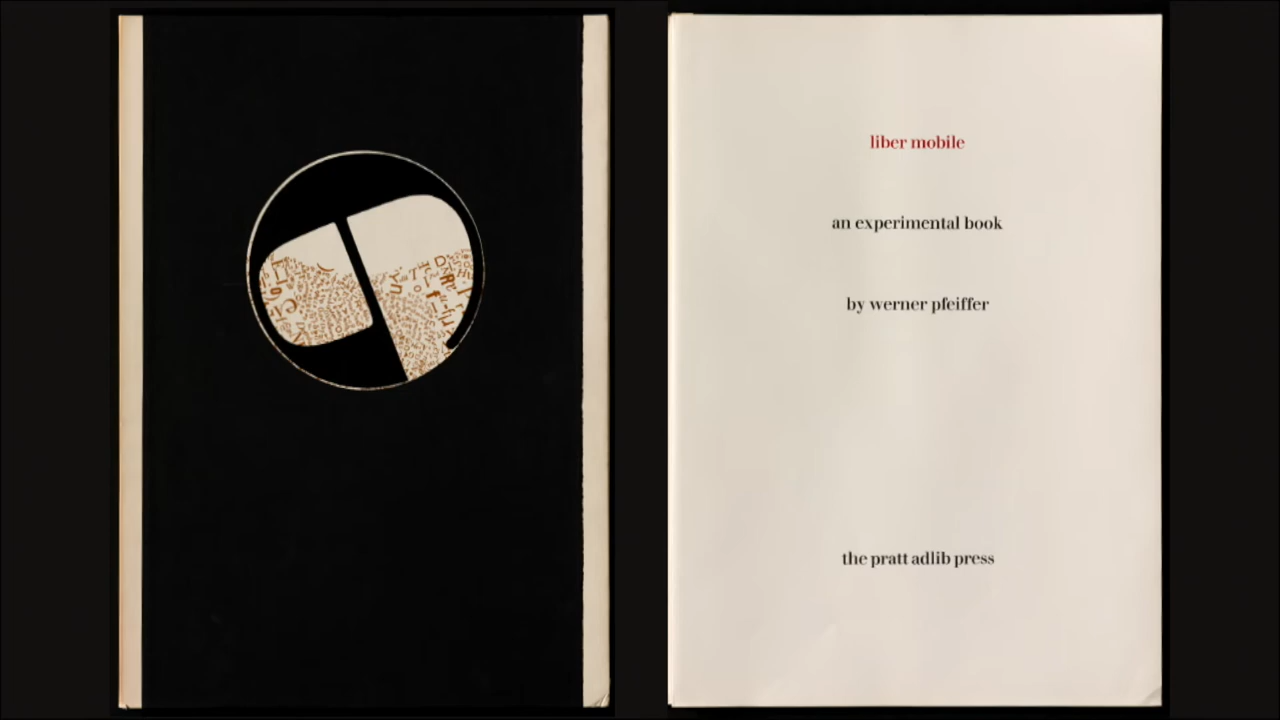 liber mobile
an experimental book
by werner pfeiffer
the pratt adlib press